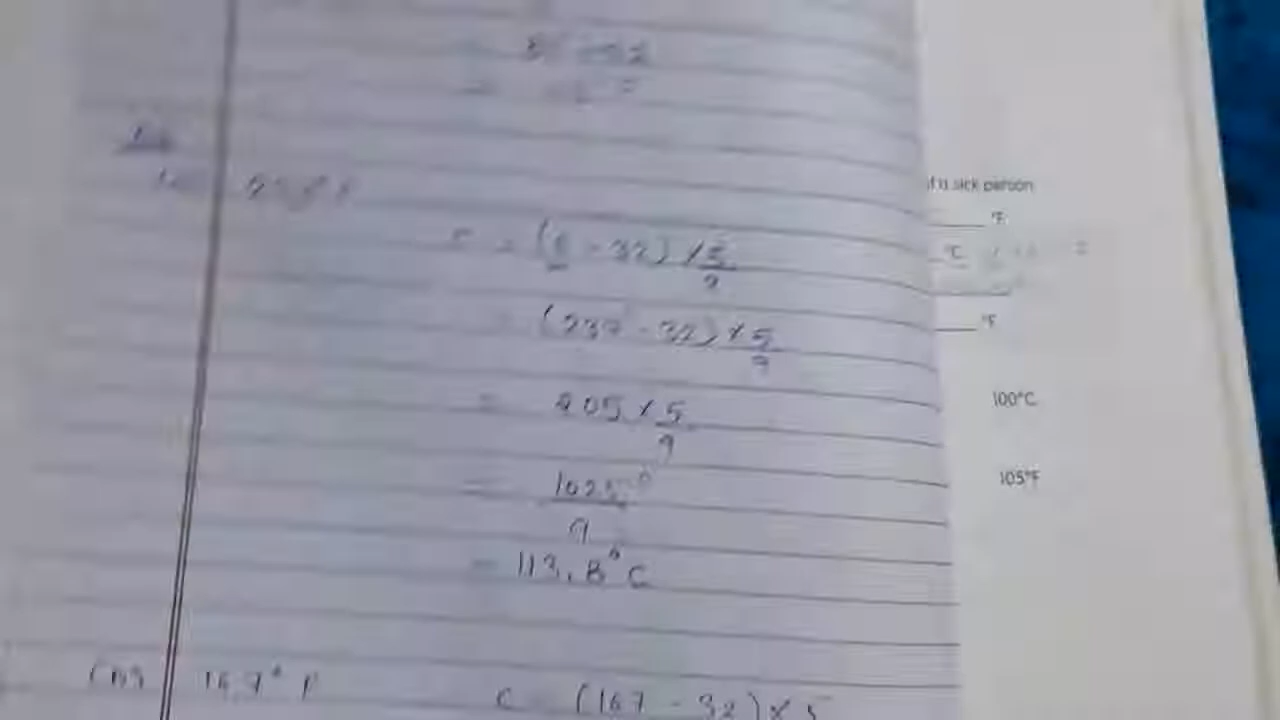 C = (F - 32) × 5/9
(237 - 32) × 5/9
= 205 × 5/9
= 1025°/9
= 113.8°C
167° F
C = (167 - 32) × 5
of a sick person
°F
°C
°F
100°C
105°F